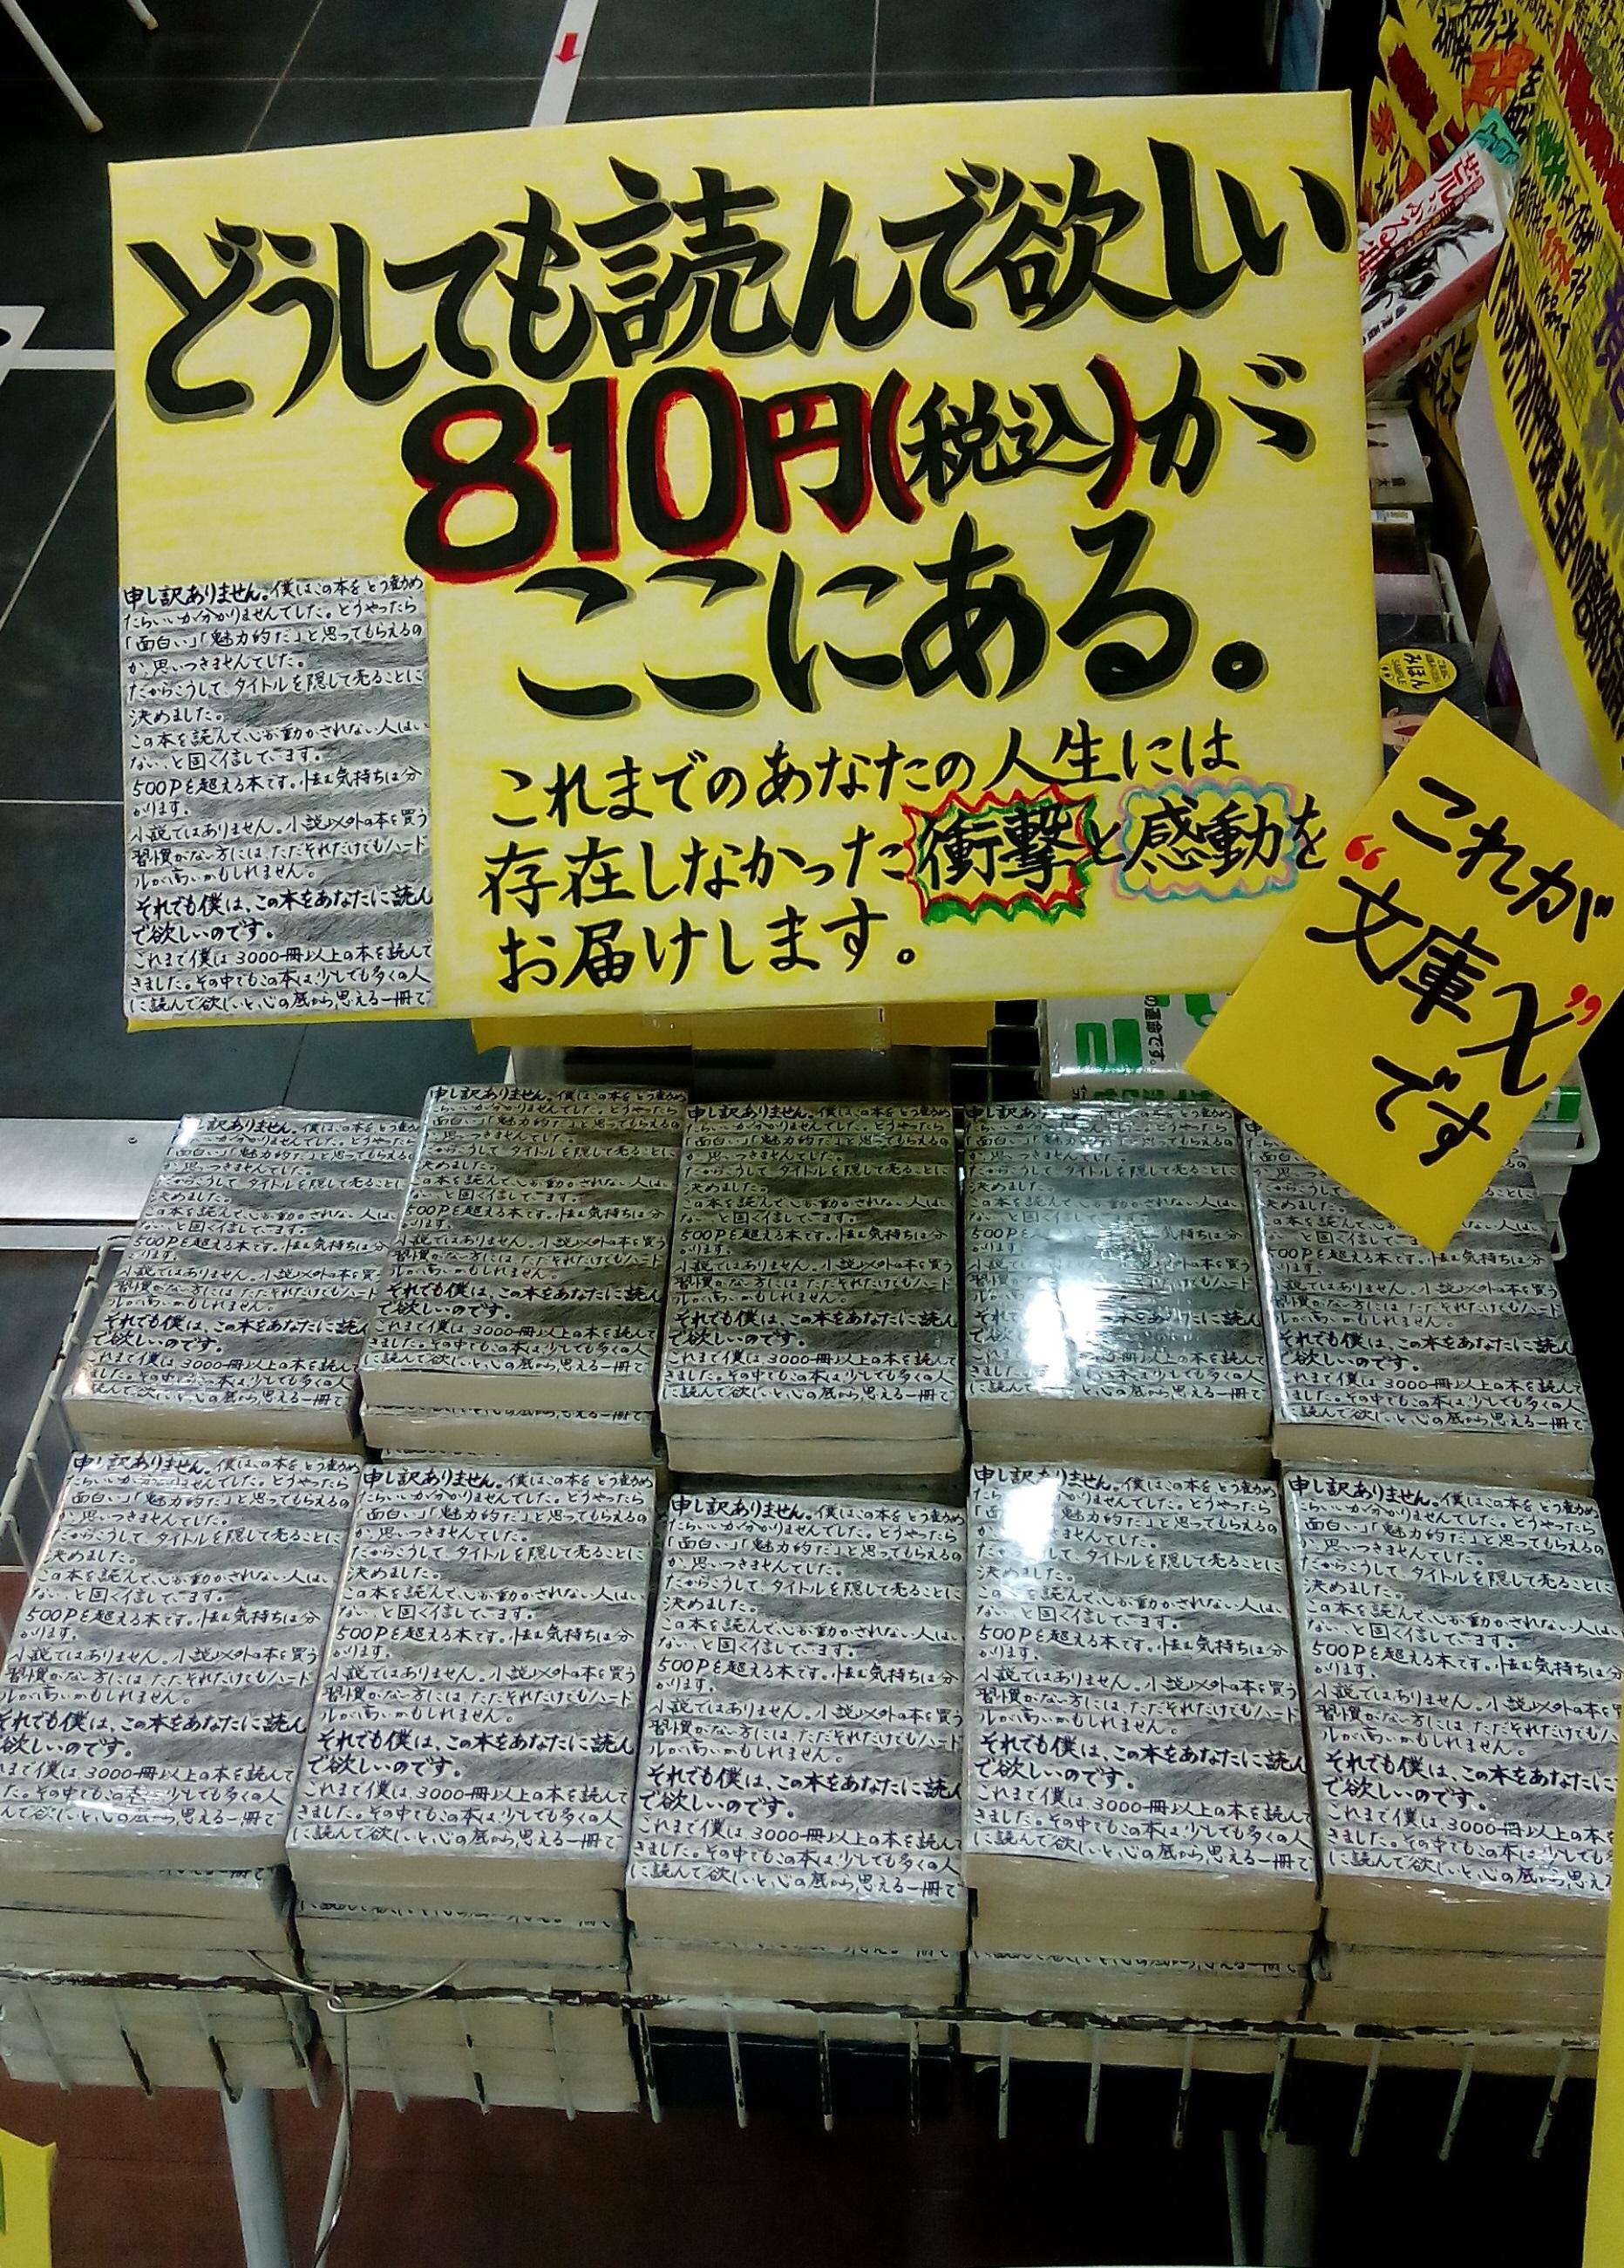 どうしても読んで欲しい
810円(税込)が
ここにある。
これまでのあなたの人生には
存在しなかった衝撃と感動を
お届けします。
これが
“文庫X”
です
申し訳ありません。僕はこの本をどう勧め
たらいいか分かりませんでした。どうやったら
「面白い」「魅力的だ」と思ってもらえるの
か、思いつきませんでした。
だからこうして、タイトルを隠して売ることに
決めました。
この本を読んで、心が動かされない人はい
ない、と固く信じています。
500Pを超える本です。怯む気持ちは分
かります。
小説ではありません。小説以外の本を買う
習慣がない方には、ただそれだけでもハード
ルが高いかもしれません。
それでも僕は、この本をあなたに読ん
で欲しいのです。
これまで僕は3000冊以上の本を読んで
きました。その中でもこの本は、少しでも多くの人
に読んで欲しいと、心の底から思える一冊で
みほん